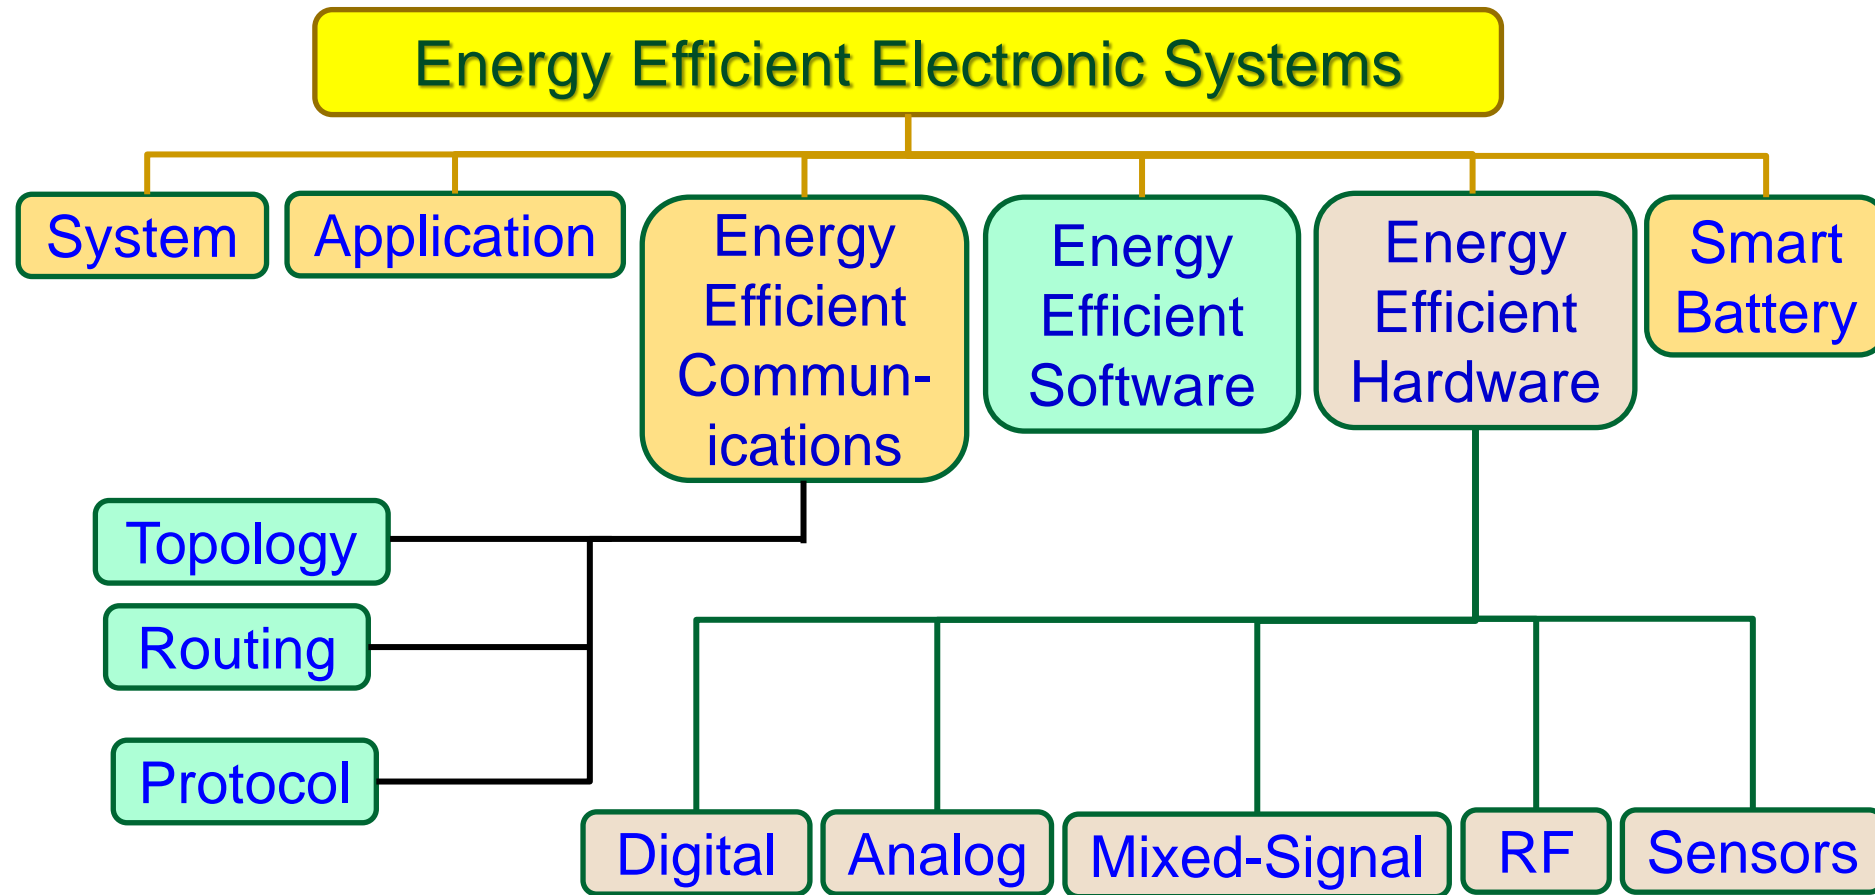 Energy Efficient Electronic Systems
System
Application
Energy
Efficient
Commun-
ications
Energy
Efficient
Software
Energy
Efficient
Hardware
Smart
Battery
Topology
Routing
Protocol
Digital
Analog
Mixed-Signal
RF
Sensors